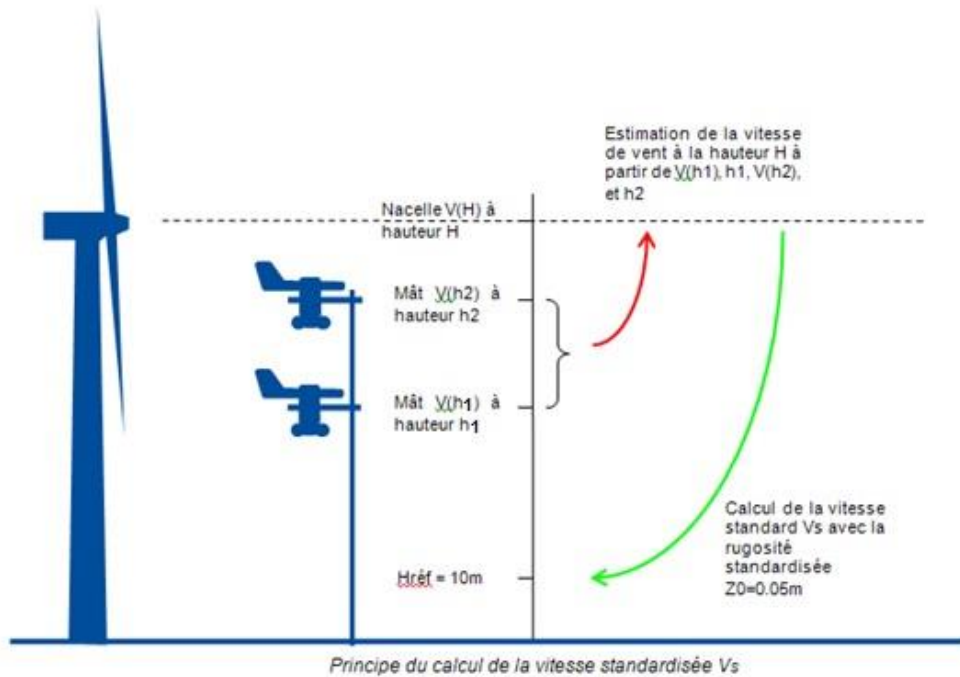 Estimation de la vitesse
de vent à la hauteur H à
partir de V(h1), h1, V(h2),
et h2
Nacelle V(H) à
hauteur H
Mât V(h2) à
hauteur h2
Mât V(h1) à
hauteur h1
Calcul de la vitesse
standard Vs avec la
rugosité
standardisée
Z0=0.05m
Hréf = 10m
Principe du calcul de la vitesse standardisée Vs